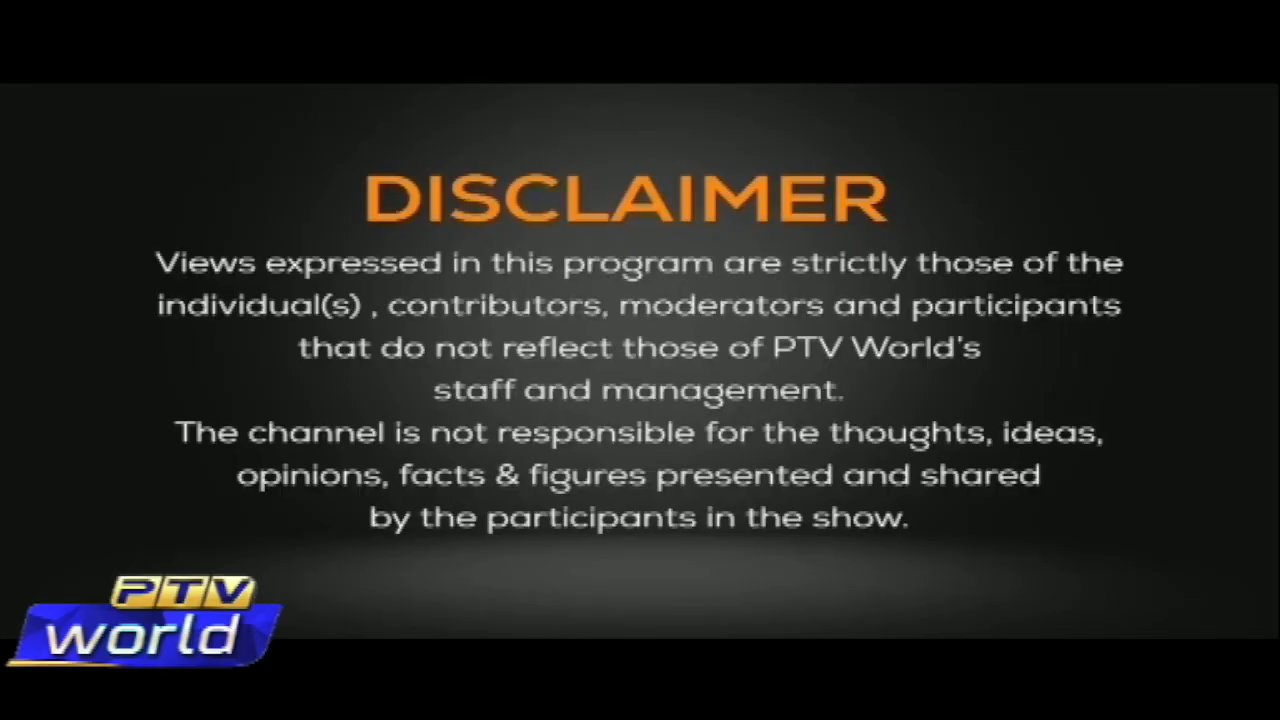 DISCLAIMER
Views expressed in this program are strictly those of the
individual(s) , contributors, moderators and participants
that do not reflect those of PTV World's
staff and management.
The channel is not responsible for the thoughts, ideas,
opinions, facts & figures presented and shared
by the participants in the show.
PTV
world